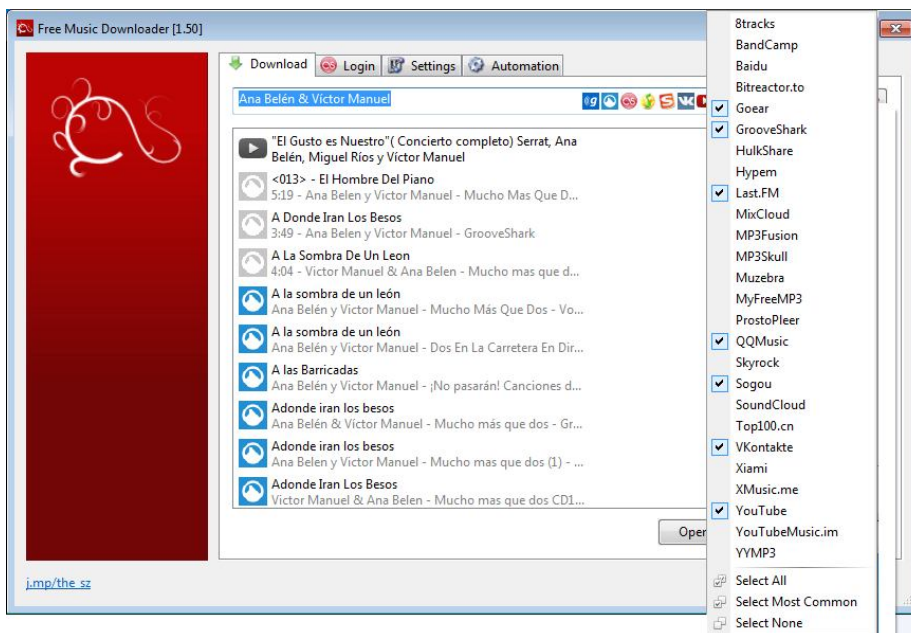 Free Music Downloader [1.50]
Download
Login
Settings
Automation
Ana Belén & Víctor Manuel
"El Gusto es Nuestro"( Concierto completo) Serrat, Ana
Belén, Miguel Ríos y Víctor Manuel
<013> - El Hombre Del Piano
5:19 - Ana Belen y Victor Manuel - Mucho Mas Que D...
A Donde Iran Los Besos
3:49 - Ana Belen y Victor Manuel - GrooveShark
A La Sombra De Un Leon
4:04 - Victor Manuel & Ana Belen - Mucho mas que d...
A la sombra de un león
Ana Belén y Victor Manuel - Mucho Más Que Dos - Vo...
A la sombra de un león
Ana Belén y Victor Manuel - Dos En La Carretera En Dir...
A las Barricadas
Ana Belén y Victor Manuel - ¡No pasarán! Canciones d...
Adonde iran los besos
Ana Belén & Víctor Manuel - Mucho más que dos - Gr...
Adonde iran los besos
Ana Belen y Victor Manuel - Mucho mas que dos (1) - ...
Adonde Iran Los Besos
Victor Manuel & Ana Belen - Mucho mas que dos CD1...
j.mp/the_sz
8tracks
BandCamp
Baidu
Bitreactor.to
Goear
GrooveShark
HulkShare
Hypem
Last.FM
MixCloud
MP3Fusion
MP3Skull
Muzebra
MyFreeMP3
ProstoPleer
QQMusic
Skyrock
Sogou
SoundCloud
Top100.cn
VKontakte
Xiami
XMusic.me
YouTube
YouTubeMusic.im
YYMP3
Select All
Select Most Common
Select None